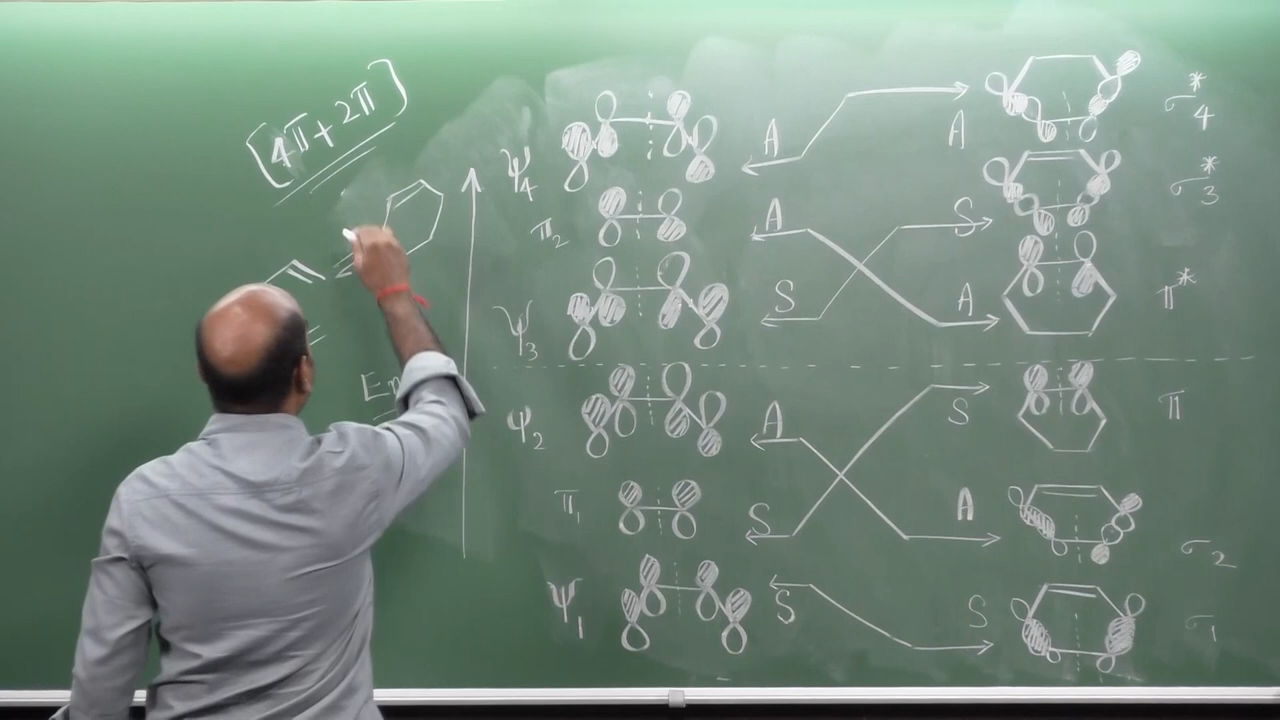 [4π+2π]
ψ4 A A σ*4
π2 A S σ*3
ψ3 S A π*
ψ2 A S π
π1 S A σ2
ψ1 S S σ1